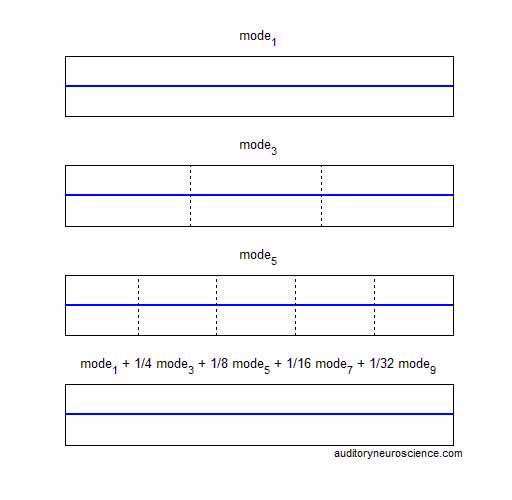 mode1
mode3
mode5
mode1 + 1/4 mode3 + 1/8 mode5 + 1/16 mode7 + 1/32 mode9
auditoryneuroscience.com